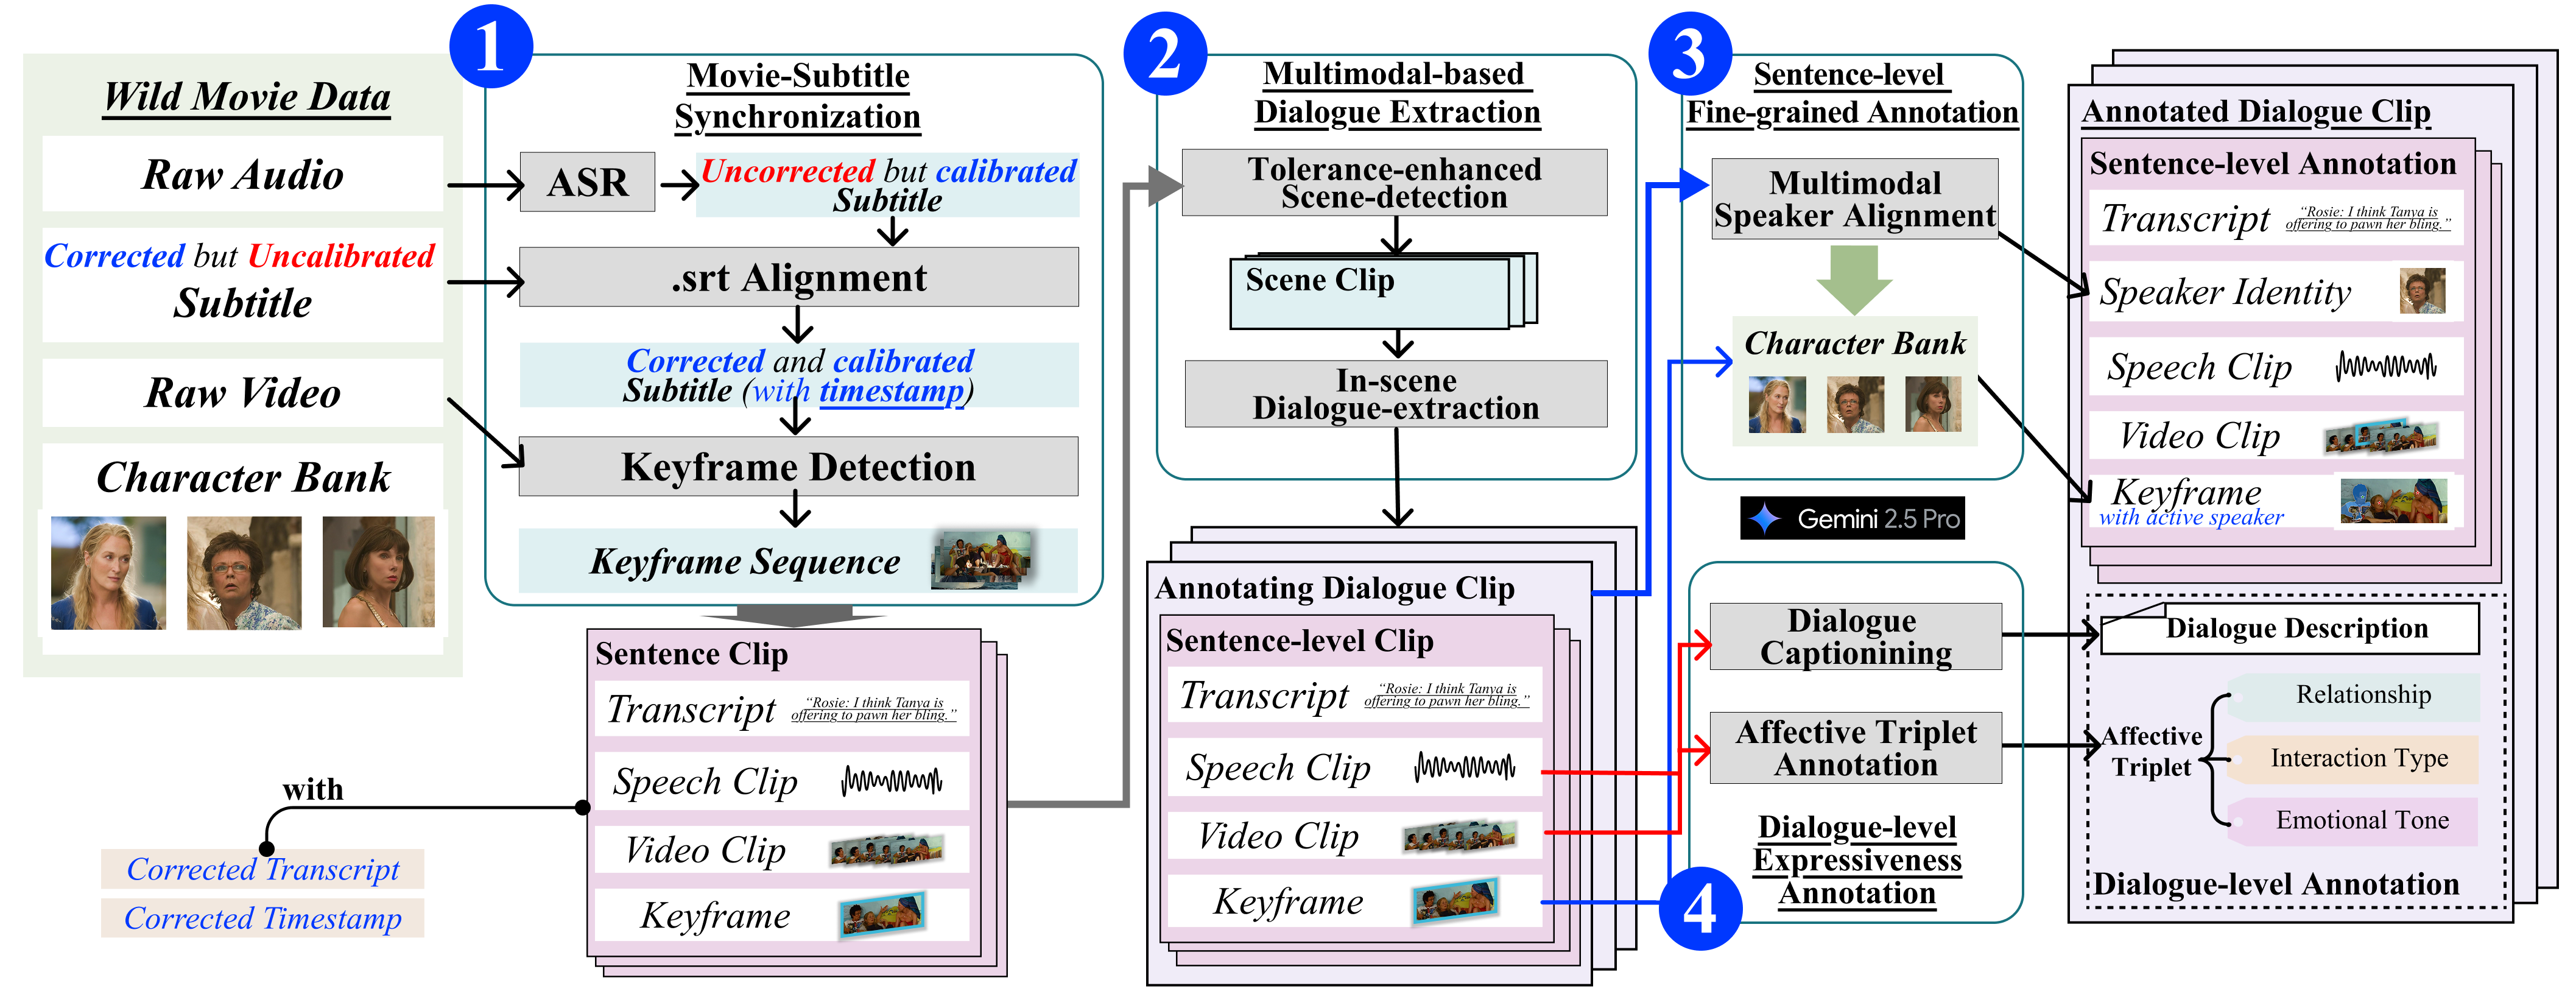 Wild Movie Data
Raw Audio
Corrected but Uncalibrated
Subtitle
Raw Video
Character Bank
1
Movie-Subtitle
Synchronization
ASR
Uncorrected but calibrated
Subtitle
.srt Alignment
Corrected and calibrated
Subtitle (with timestamp)
Keyframe Detection
Keyframe Sequence
Sentence Clip
Transcript
“Rosie: I think Tanya is
offering to pawn her bling.”
Speech Clip
Video Clip
Keyframe
with
Corrected Transcript
Corrected Timestamp
2
Multimodal-based
Dialogue Extraction
Tolerance-enhanced
Scene-detection
Scene Clip
In-scene
Dialogue-extraction
Annotating Dialogue Clip
Sentence-level Clip
Transcript
“Rosie: I think Tanya is
offering to pawn her bling.”
Speech Clip
Video Clip
Keyframe
3
Sentence-level
Fine-grained Annotation
Multimodal
Speaker Alignment
Character Bank
Gemini 2.5 Pro
Dialogue
Captionining
Affective Triplet
Annotation
Dialogue-level
Expressiveness
Annotation
4
Annotated Dialogue Clip
Sentence-level Annotation
Transcript
“Rosie: I think Tanya is
offering to pawn her bling.”
Speaker Identity
Speech Clip
Video Clip
Keyframe
with active speaker
Dialogue Description
Affective
Triplet
Relationship
Interaction Type
Emotional Tone
Dialogue-level Annotation